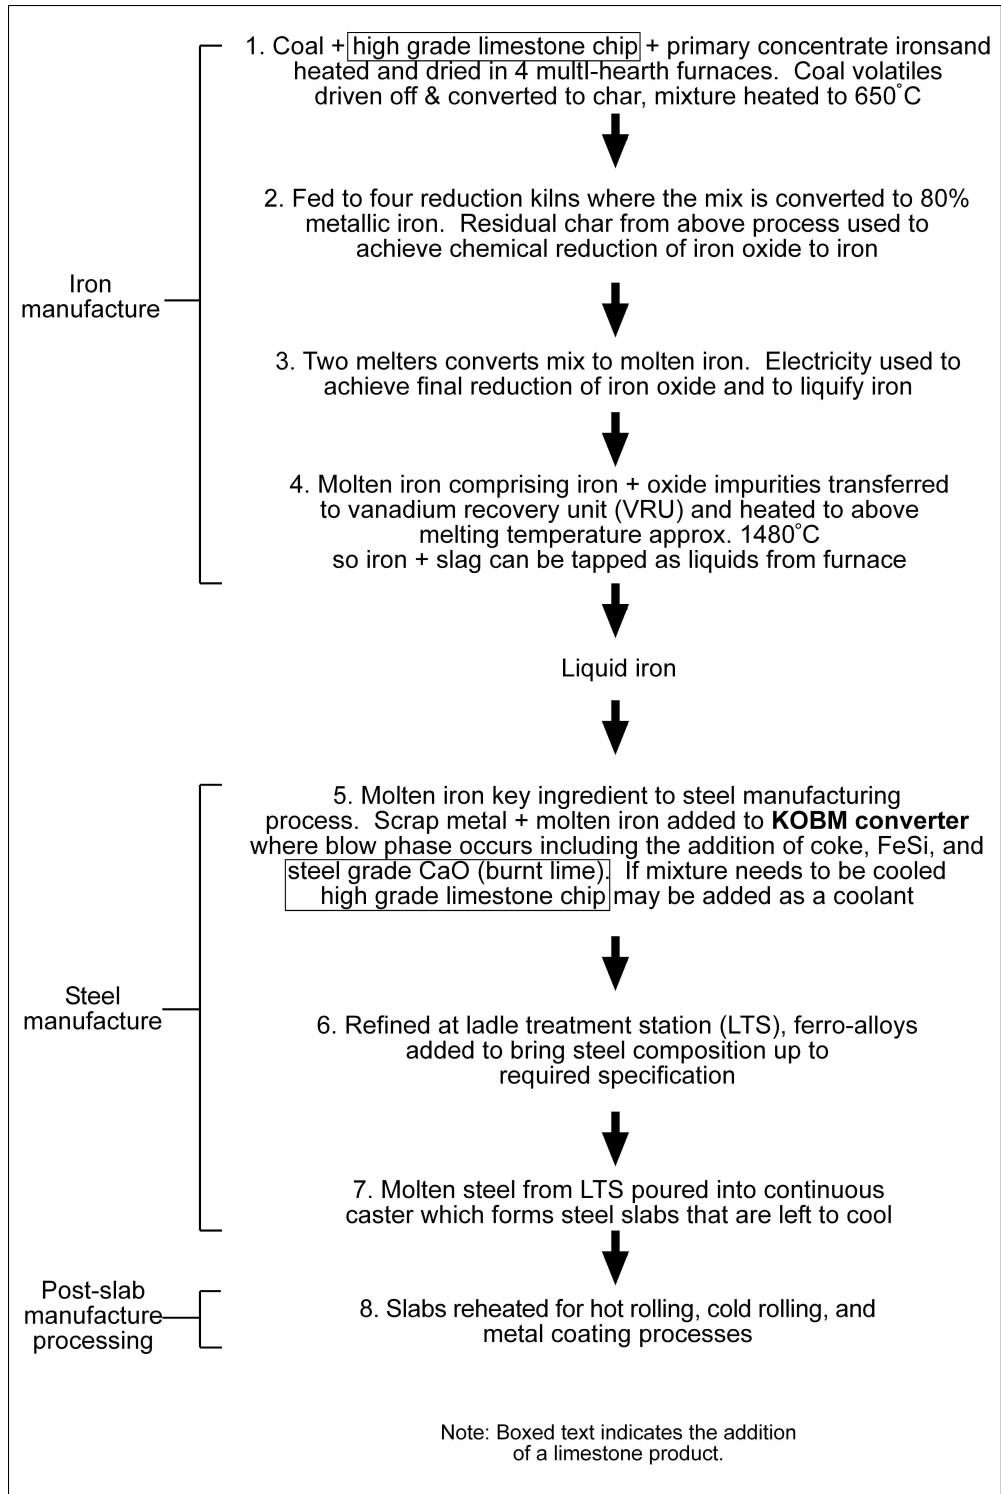 1. Coal + high grade limestone chip + primary concentrate ironsand
heated and dried in 4 multI-hearth furnaces.  Coal volatiles
driven off & converted to char, mixture heated to 650˚C
2. Fed to four reduction kilns where the mix is converted to 80%
metallic iron.  Residual char from above process used to
achieve chemical reduction of iron oxide to iron
Iron
manufacture
3. Two melters converts mix to molten iron.  Electricity used to
achieve final reduction of iron oxide and to liquify iron
4. Molten iron comprising iron + oxide impurities transferred
to vanadium recovery unit (VRU) and heated to above
melting temperature approx. 1480˚C
so iron + slag can be tapped as liquids from furnace
Liquid iron
5. Molten iron key ingredient to steel manufacturing
process.  Scrap metal + molten iron added to KOBM converter
where blow phase occurs including the addition of coke, FeSi, and
steel grade CaO (burnt lime).  If mixture needs to be cooled
high grade limestone chip may be added as a coolant
Steel
manufacture
6. Refined at ladle treatment station (LTS), ferro-alloys
added to bring steel composition up to
required specification
7. Molten steel from LTS poured into continuous
caster which forms steel slabs that are left to cool
Post-slab
manufacture
processing
8. Slabs reheated for hot rolling, cold rolling, and
metal coating processes
Note: Boxed text indicates the addition
of a limestone product.